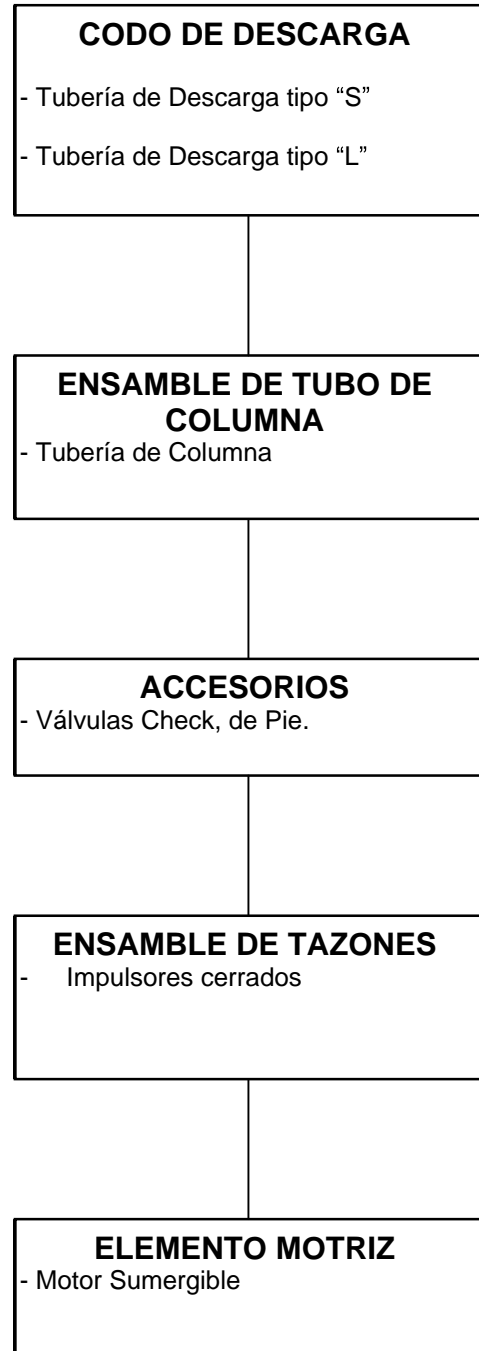 CODO DE DESCARGA
- Tubería de Descarga tipo “S”
- Tubería de Descarga tipo “L”
ENSAMBLE DE TUBO DE
COLUMNA
- Tubería de Columna
ACCESORIOS
- Válvulas Check, de Pie.
ENSAMBLE DE TAZONES
- Impulsores cerrados
ELEMENTO MOTRIZ
- Motor Sumergible